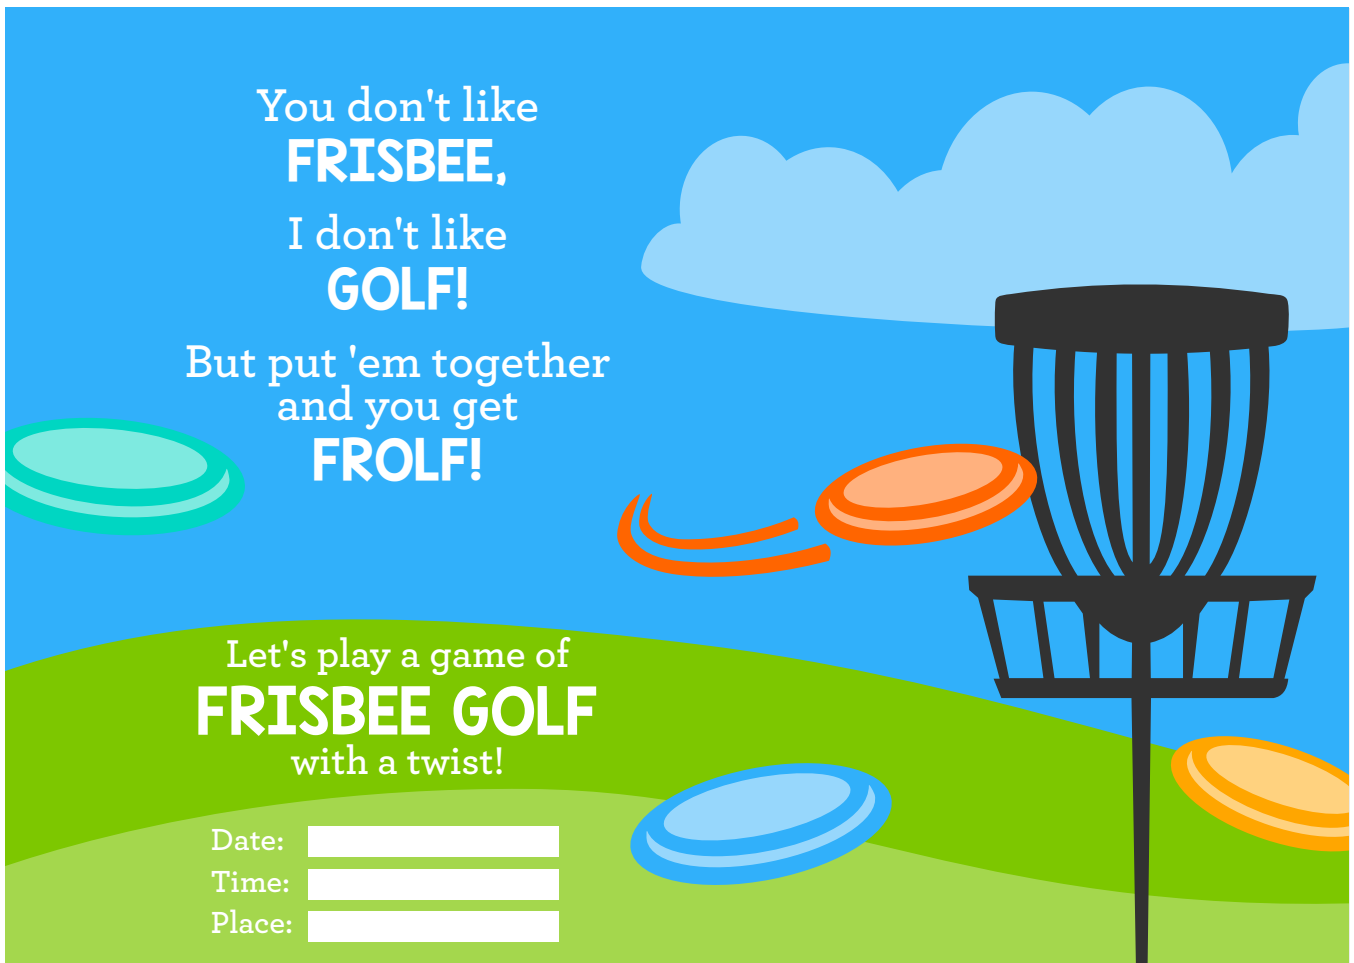 You don't like
FRISBEE,
I don't like
GOLF!
But put 'em together
and you get
FROLF!
Let's play a game of
FRISBEE GOLF
with a twist!
Date:
Time:
Place: